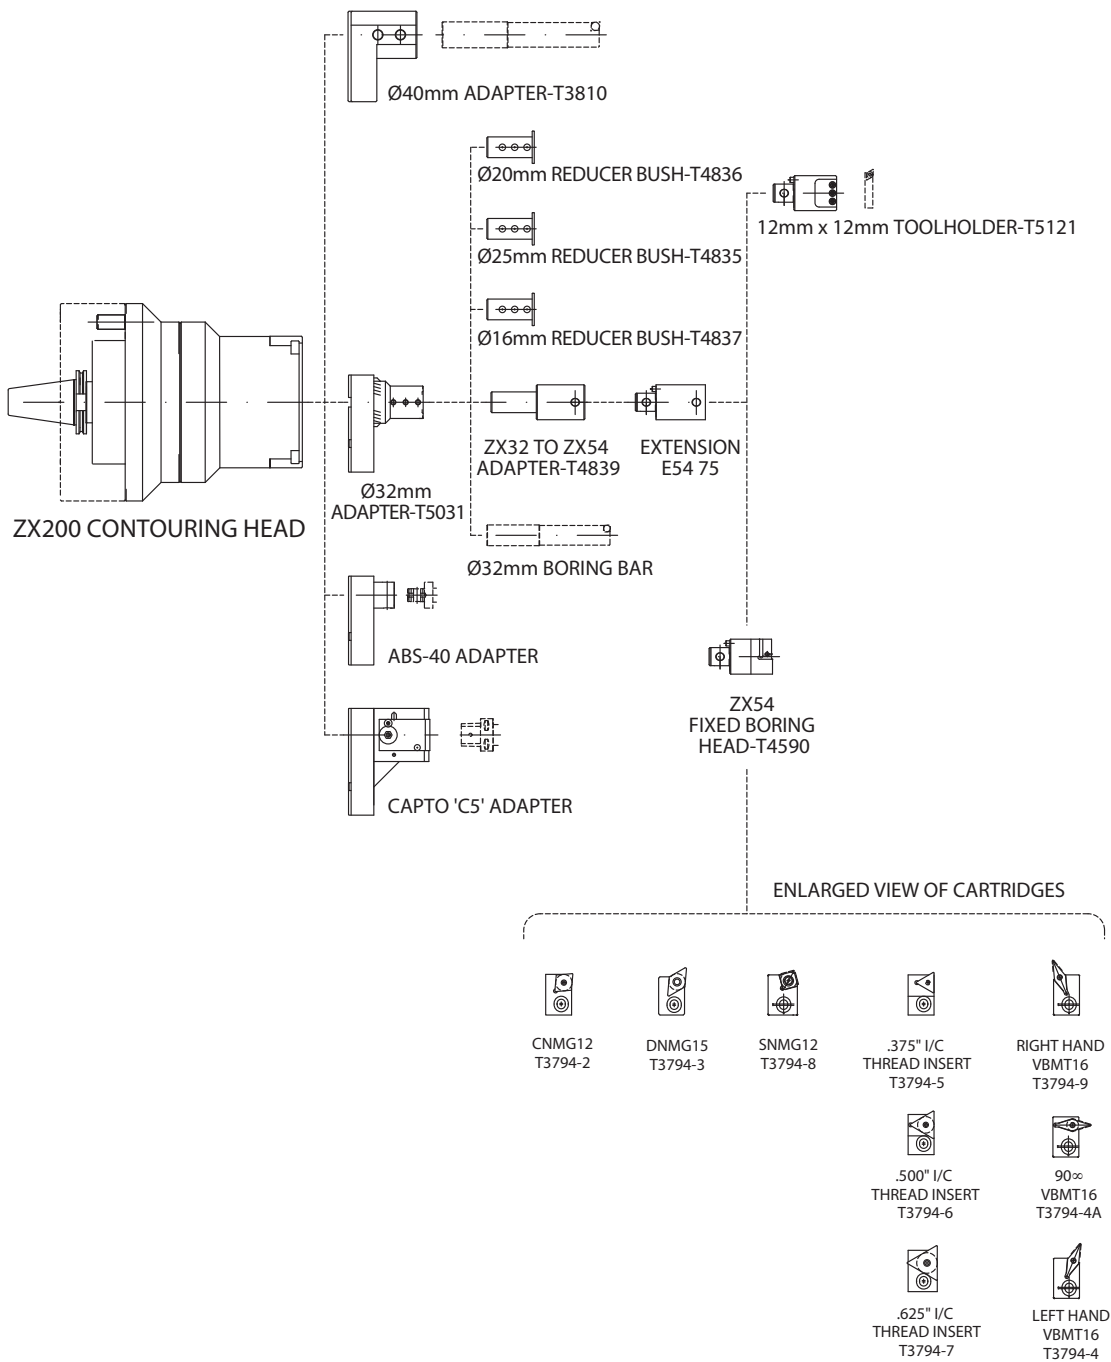 Ø40mm ADAPTER-T3810
Ø20mm REDUCER BUSH-T4836
12mm x 12mm TOOLHOLDER-T5121
Ø25mm REDUCER BUSH-T4835
Ø16mm REDUCER BUSH-T4837
ZX32 TO ZX54
ADAPTER-T4839
EXTENSION
E54 75
Ø32mm
ADAPTER-T5031
ZX200 CONTOURING HEAD
Ø32mm BORING BAR
ABS-40 ADAPTER
ZX54
FIXED BORING
HEAD-T4590
CAPTO 'C5' ADAPTER
ENLARGED VIEW OF CARTRIDGES
CNMG12
T3794-2
DNMG15
T3794-3
SNMG12
T3794-8
.375" I/C
THREAD INSERT
T3794-5
RIGHT HAND
VBMT16
T3794-9
.500" I/C
THREAD INSERT
T3794-6
90∞
VBMT16
T3794-4A
.625" I/C
THREAD INSERT
T3794-7
LEFT HAND
VBMT16
T3794-4